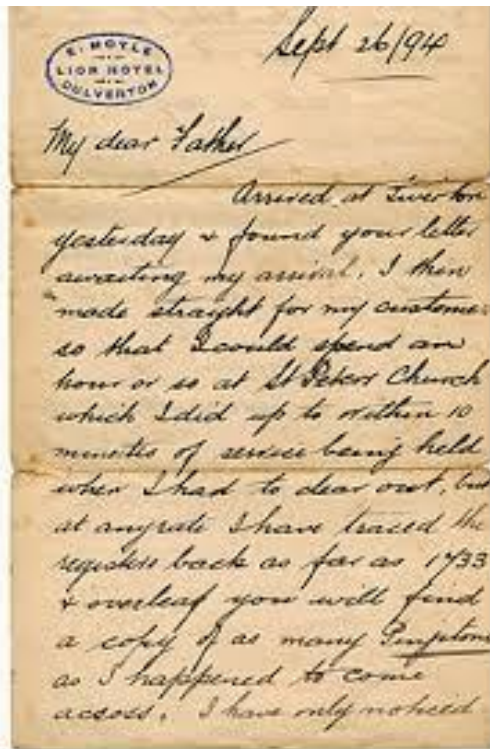 E. MOYLE
LION HOTEL
DULVERTON
Sept 26/94
My dear Father
Arrived at Tiverton
yesterday & found your letter
awaiting my arrival. I then
made straight for my customers
so that I could spend an
hour or so at St Peters Church
which I did up to within 10
minutes of service being held
when I had to clear out, but
at anyrate I have traced the
registers back as far as 1733
& overleaf you will find
a copy of as many
as I happened to come
across. I have only noticed